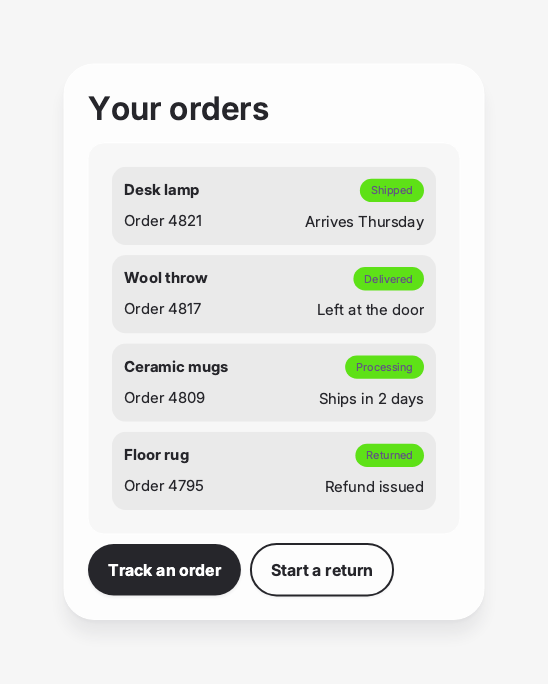 Your orders
Desk lamp Shipped
Order 4821 Arrives Thursday
Wool throw Delivered
Order 4817 Left at the door
Ceramic mugs Processing
Order 4809 Ships in 2 days
Floor rug Returned
Order 4795 Refund issued
Track an order Start a return